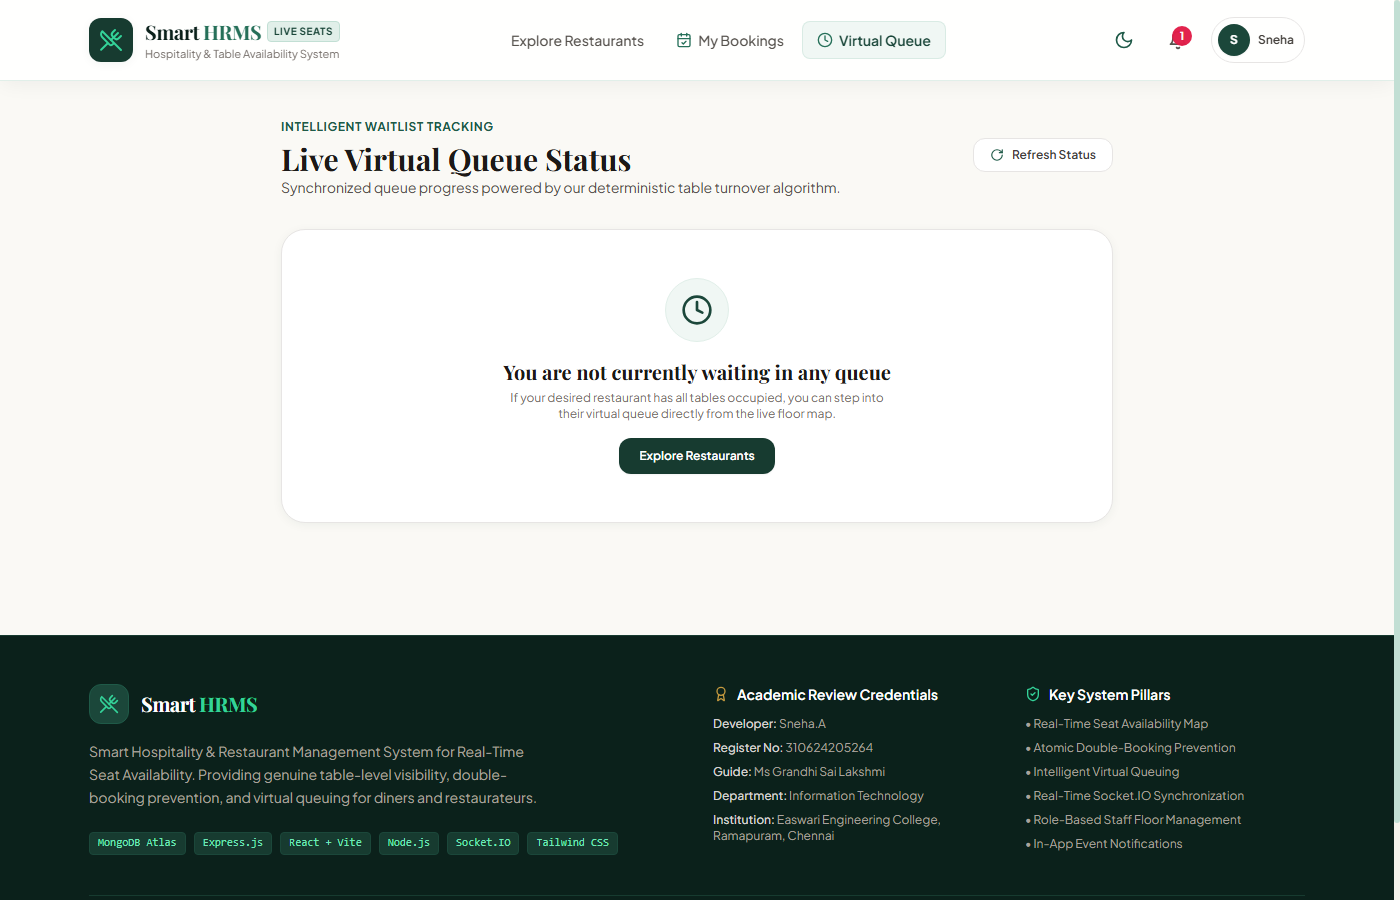 Smart HRMS LIVE SEATS
Hospitality & Table Availability System
Explore Restaurants
My Bookings
Virtual Queue
1
S
Sneha
INTELLIGENT WAITLIST TRACKING
Live Virtual Queue Status
Synchronized queue progress powered by our deterministic table turnover algorithm.
Refresh Status
You are not currently waiting in any queue
If your desired restaurant has all tables occupied, you can step into
their virtual queue directly from the live floor map.
Explore Restaurants
Smart HRMS
Smart Hospitality & Restaurant Management System for Real-Time
Seat Availability. Providing genuine table-level visibility, double-
booking prevention, and virtual queuing for diners and restaurateurs.
MongoDB Atlas
Express.js
React + Vite
Node.js
Socket.IO
Tailwind CSS
Academic Review Credentials
Developer: Sneha.A
Register No: 310624205264
Guide: Ms Grandhi Sai Lakshmi
Department: Information Technology
Institution: Easwari Engineering College,
Ramapuram, Chennai
Key System Pillars
• Real-Time Seat Availability Map
• Atomic Double-Booking Prevention
• Intelligent Virtual Queuing
• Real-Time Socket.IO Synchronization
• Role-Based Staff Floor Management
• In-App Event Notifications